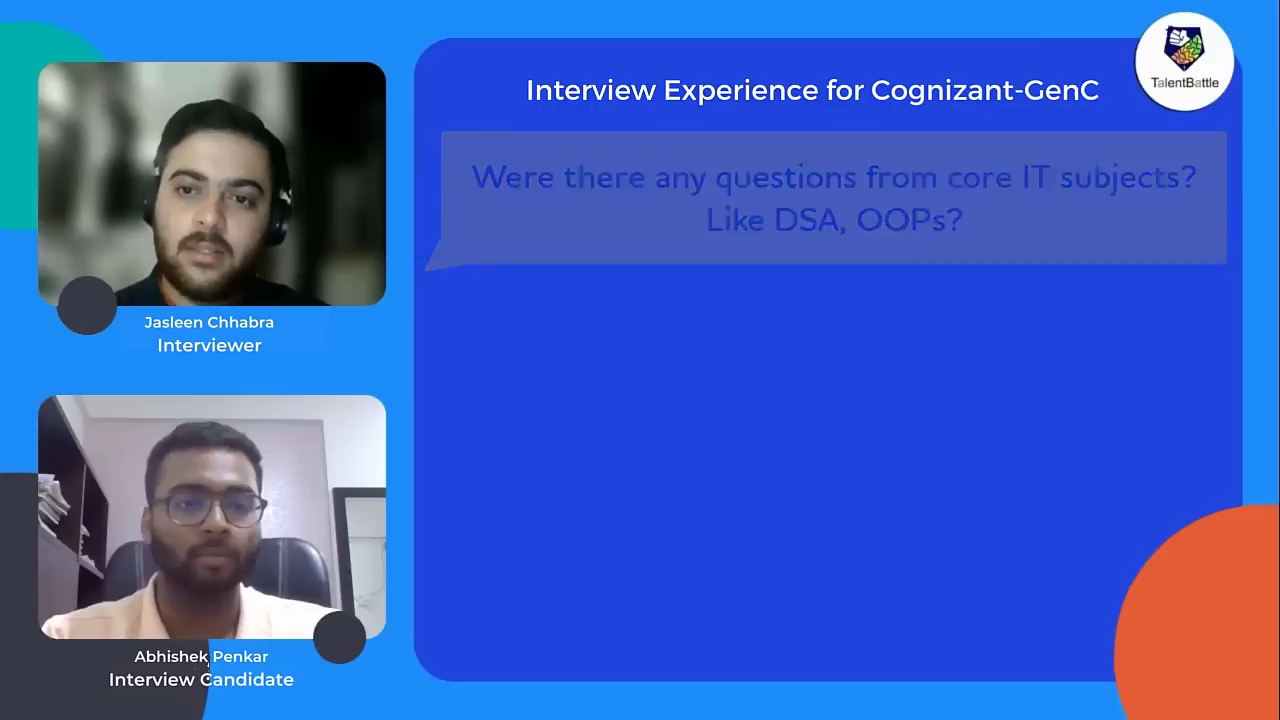 Interview Experience for Cognizant-GenC
TalentBattle
Were there any questions from core IT subjects?
Like DSA, OOPs?
Jasleen Chhabra
Interviewer
Abhishek Penkar
Interview Candidate